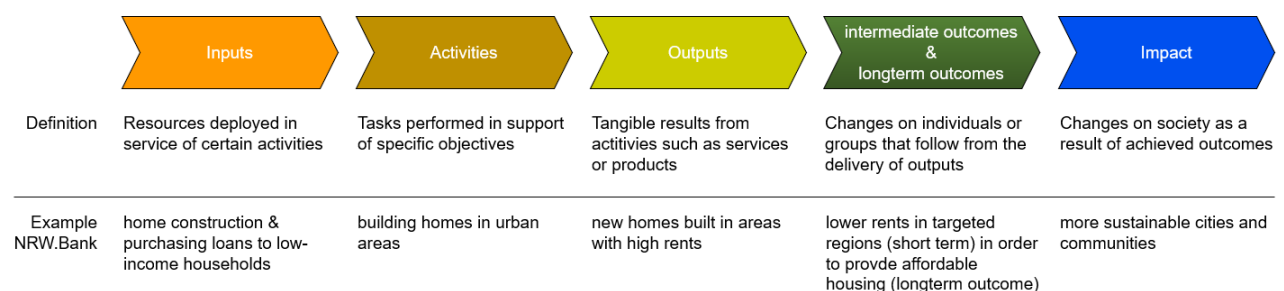 Inputs
Activities
Outputs
intermediate outcomes
&
longterm outcomes
Impact
Definition
Resources deployed in
service of certain activities
Tasks performed in support
of specific objectives
Tangible results from
actitivies such as services
or products
Changes on individuals or
groups that follow from the
delivery of outputs
Changes on society as a
result of achieved outcomes
Example
NRW.Bank
home construction &
purchasing loans to low-
income households
building homes in urban
areas
new homes built in areas
with high rents
lower rents in targeted
regions (short term) in order
to provde affordable
housing (longterm outcome)
more sustainable cities and
communities